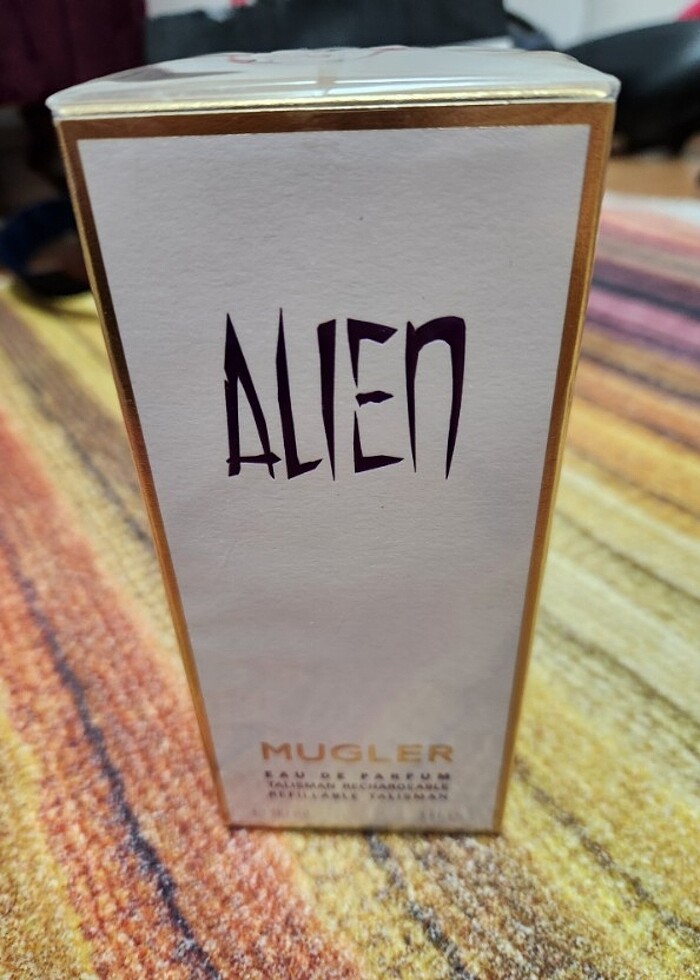 ALIEN
MUGLER
EAU DE PARFUM
TALISMAN RECHARGEABLE
REFILLABLE TALISMAN